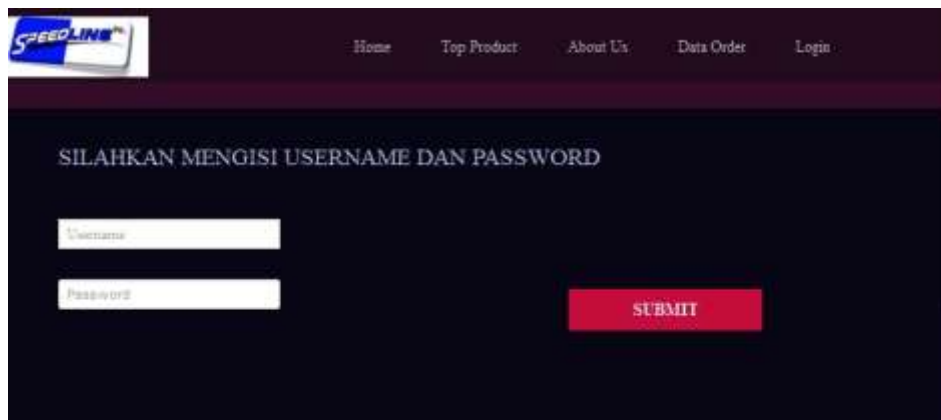 SPEEDLINE
Home Top Product About Us Data Order Login
SILAHKAN MENGISI USERNAME DAN PASSWORD
Username
Password
SUBMIT